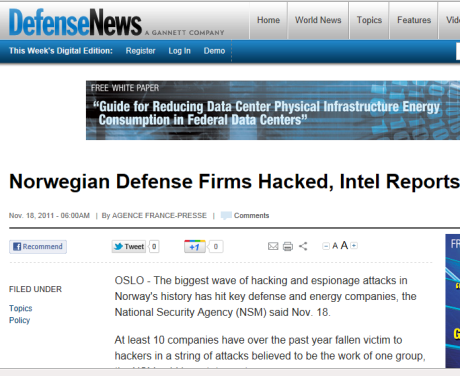 DefenseNews A GANNETT COMPANY
Home World News Topics Features
This Week's Digital Edition: Register Log In Demo
FREE WHITE PAPER
“Guide for Reducing Data Center Physical Infrastructure Energy
Consumption in Federal Data Centers”
Norwegian Defense Firms Hacked, Intel Reports
Nov. 18, 2011 - 06:00AM | By AGENCE FRANCE-PRESSE | Comments
Recommend Tweet 0 +1 0 A A
FILED UNDER
Topics
Policy
OSLO - The biggest wave of hacking and espionage attacks in
Norway's history has hit key defense and energy companies, the
National Security Agency (NSM) said Nov. 18.
At least 10 companies have over the past year fallen victim to
hackers in a string of attacks believed to be the work of one group,